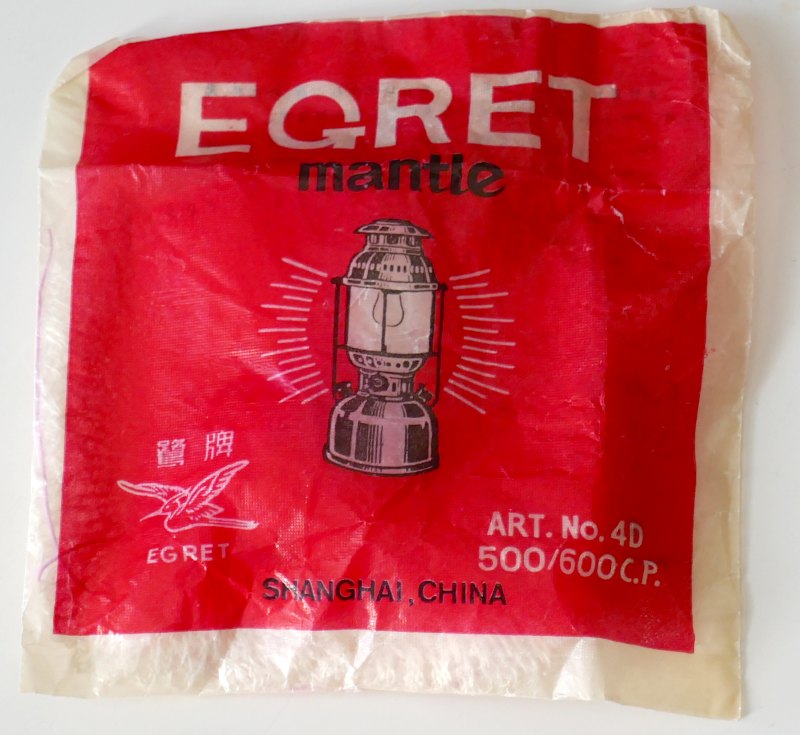 EGRET
mantle
鷺牌
EGRET
ART. No. 4D
500/600C.P.
SHANGHAI, CHINA